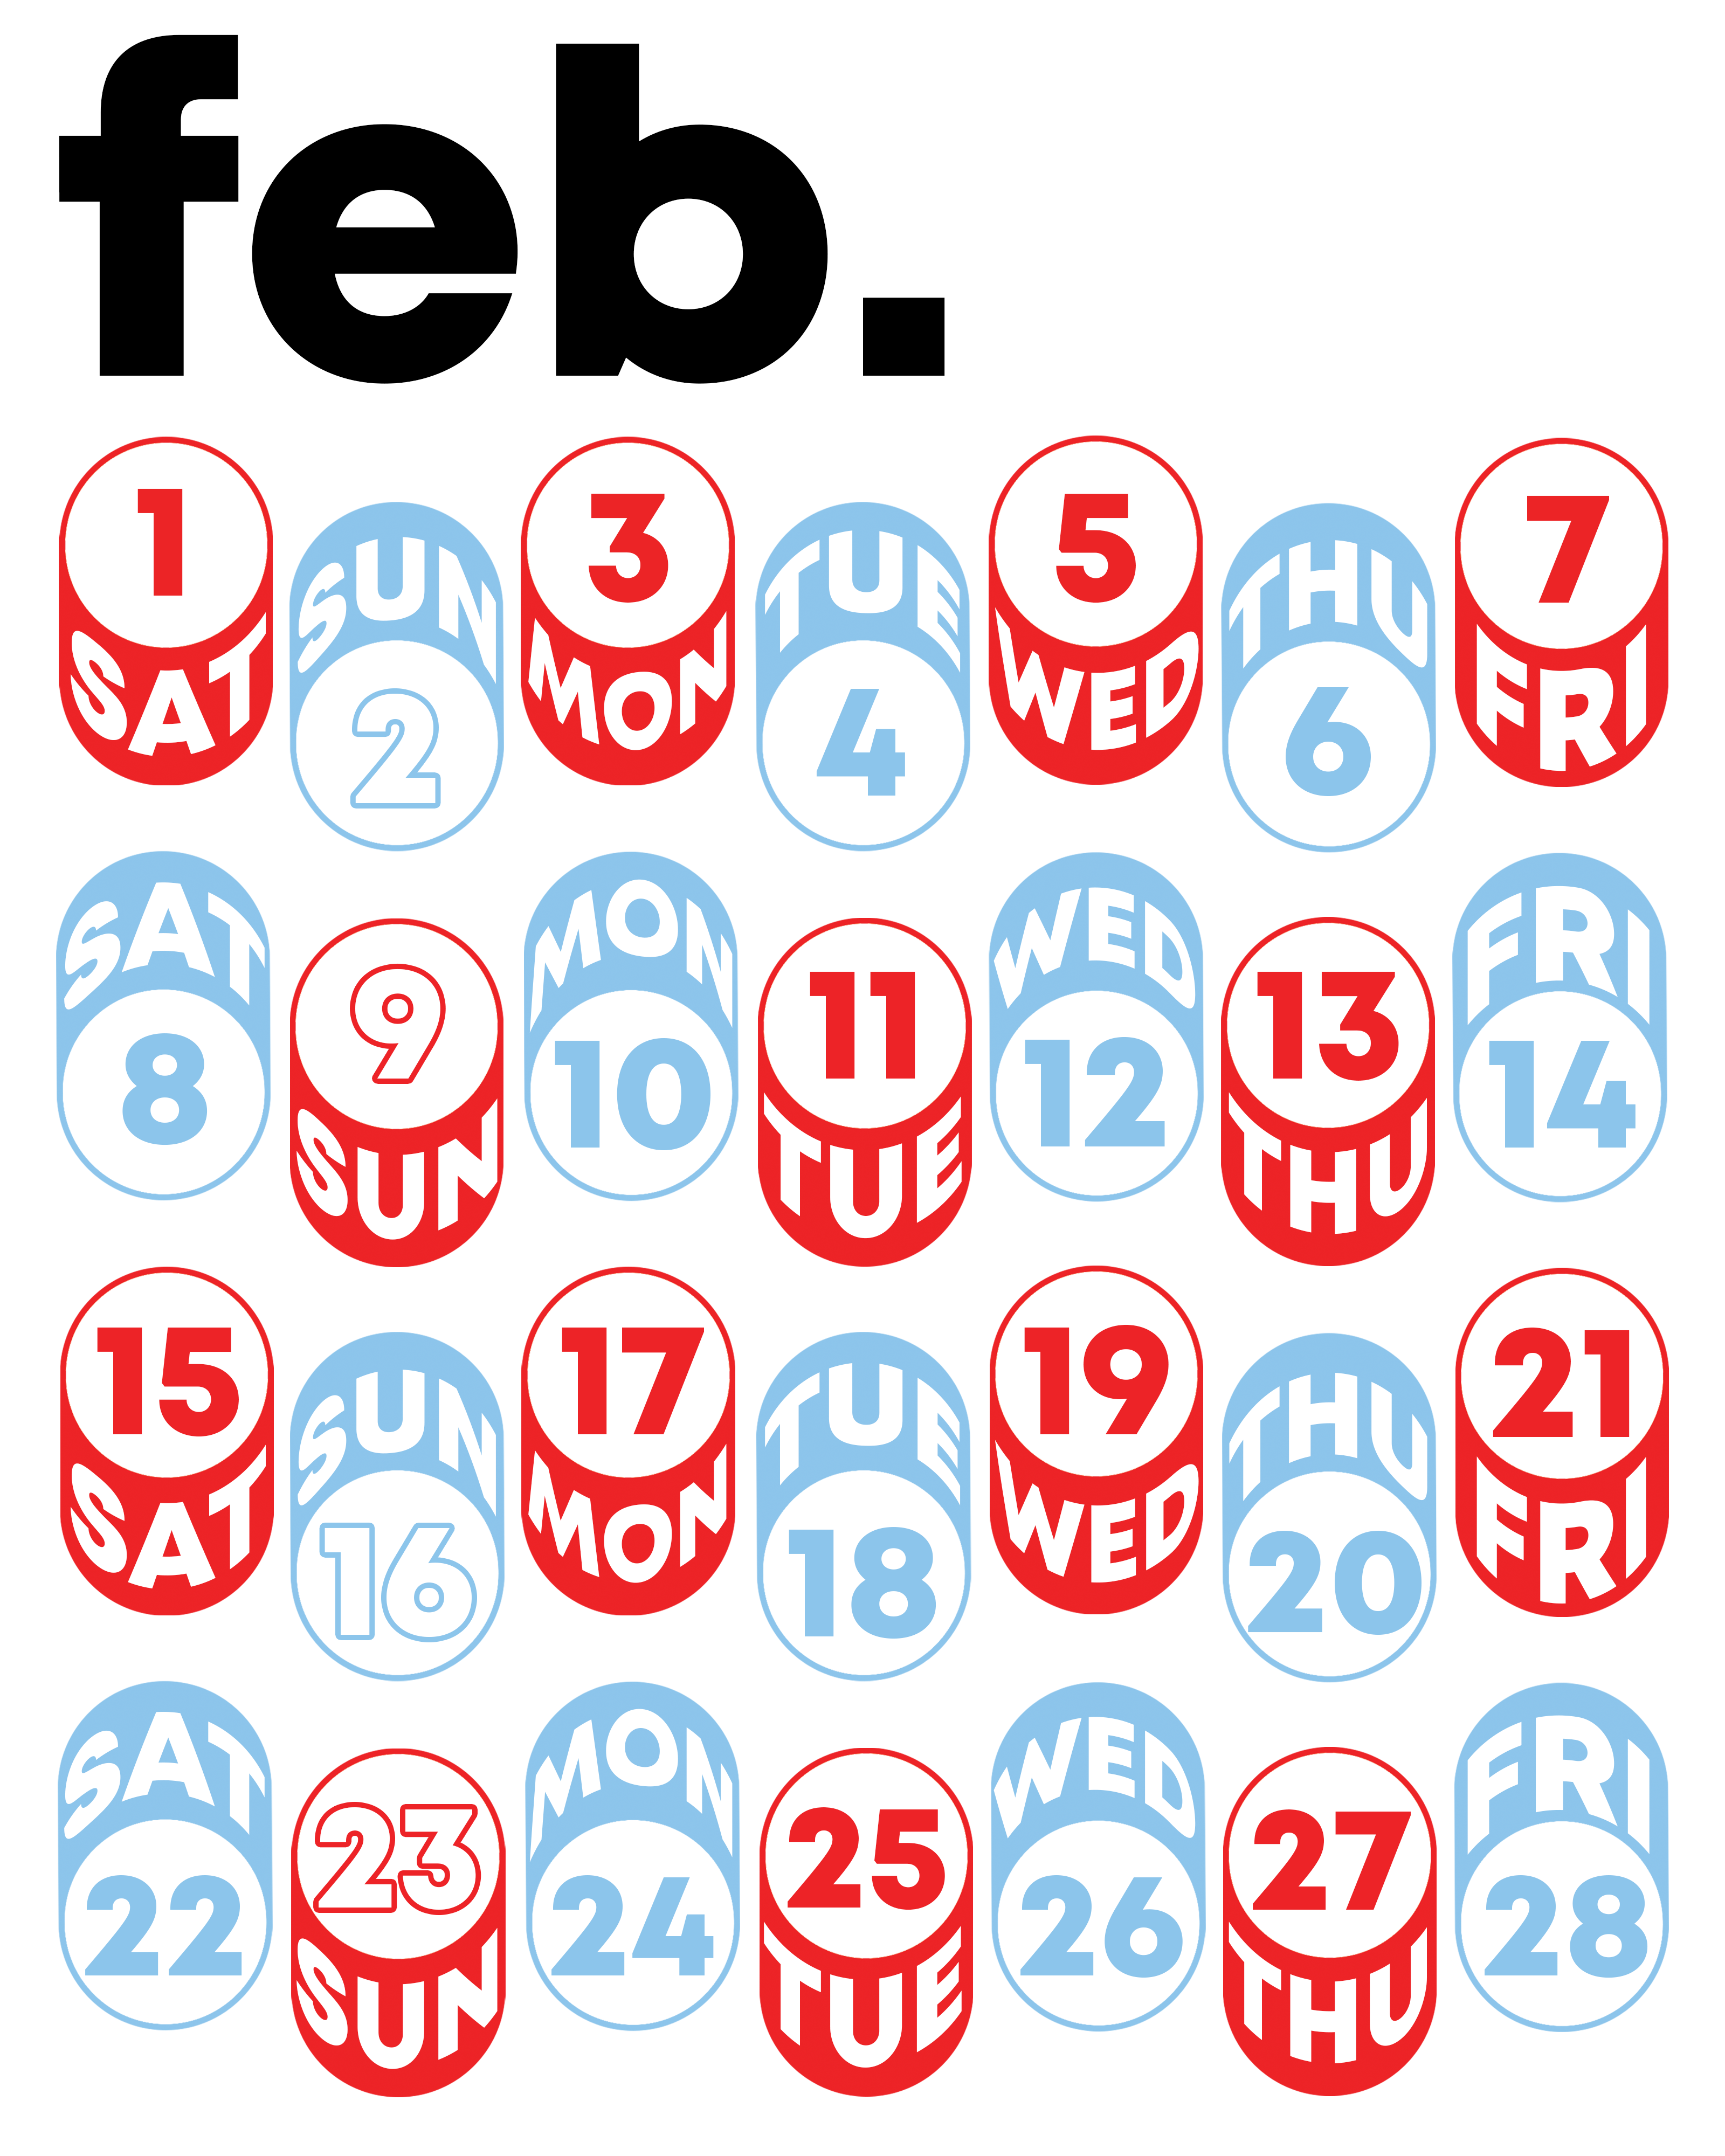 feb.
1 SAT
SUN 2
3 MON
TUE 4
5 WED
THU 6
7 FRI
SAT 8
9 SUN
MON 10
11 TUE
WED 12
13 THU
FRI 14
15 SAT
SUN 16
17 MON
TUE 18
19 WED
THU 20
21 FRI
SAT 22
23 SUN
MON 24
25 TUE
WED 26
27 THU
FRI 28